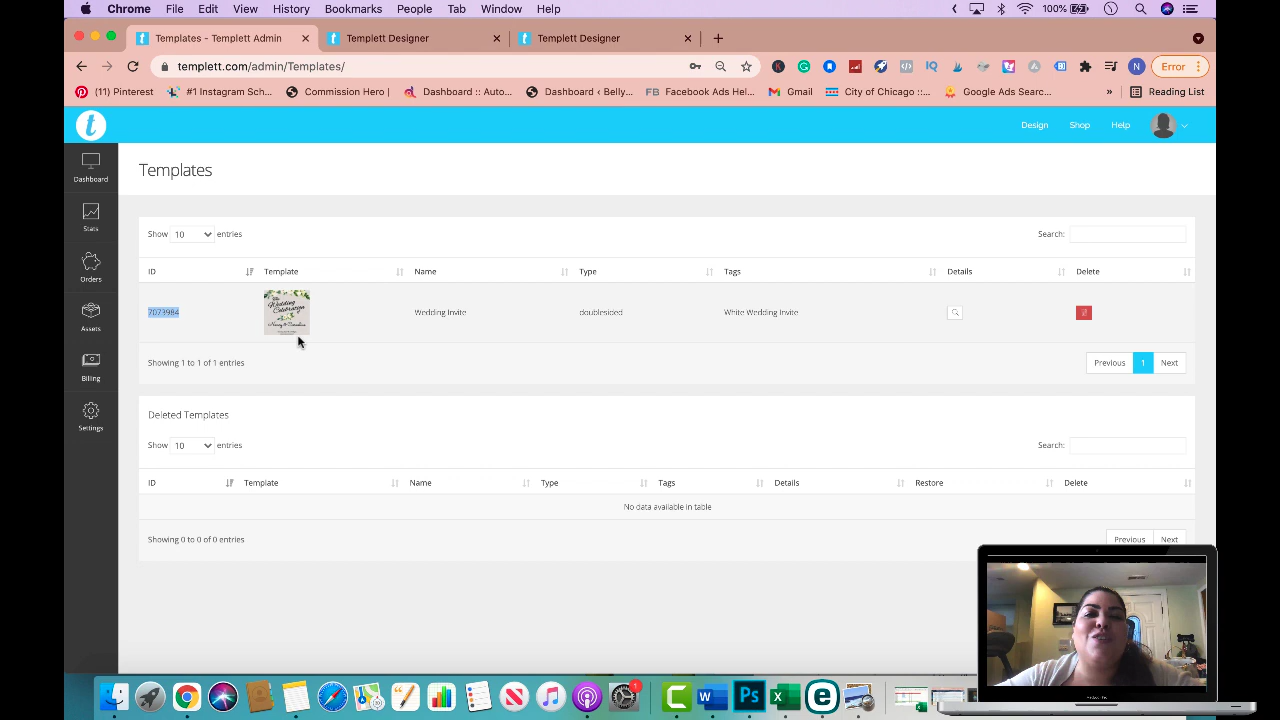 Chrome File Edit View History Bookmarks People Tab Window Help 100%
Templates - Templett Admin Templett Designer Templett Designer
templett.com/admin/Templates/ N Error
(11) Pinterest #1 Instagram Sch... Commission Hero | Dashboard :: Auto... Dashboard ‹ Belly... FB Facebook Ads Hel... Gmail City of Chicago ::... Google Ads Searc... » Reading List
t Design Shop Help
Dashboard
Stats
Orders
Assets
Billing
Settings
Templates
Show 10 entries Search:
ID Template Name Type Tags Details Delete
7073984 Wedding Invite doublesided White Wedding Invite
Wedding
Celebration
Showing 1 to 1 of 1 entries Previous 1 Next
Deleted Templates
Show 10 entries Search:
ID Template Name Type Tags Details Restore Delete
No data available in table
Showing 0 to 0 of 0 entries Previous Next